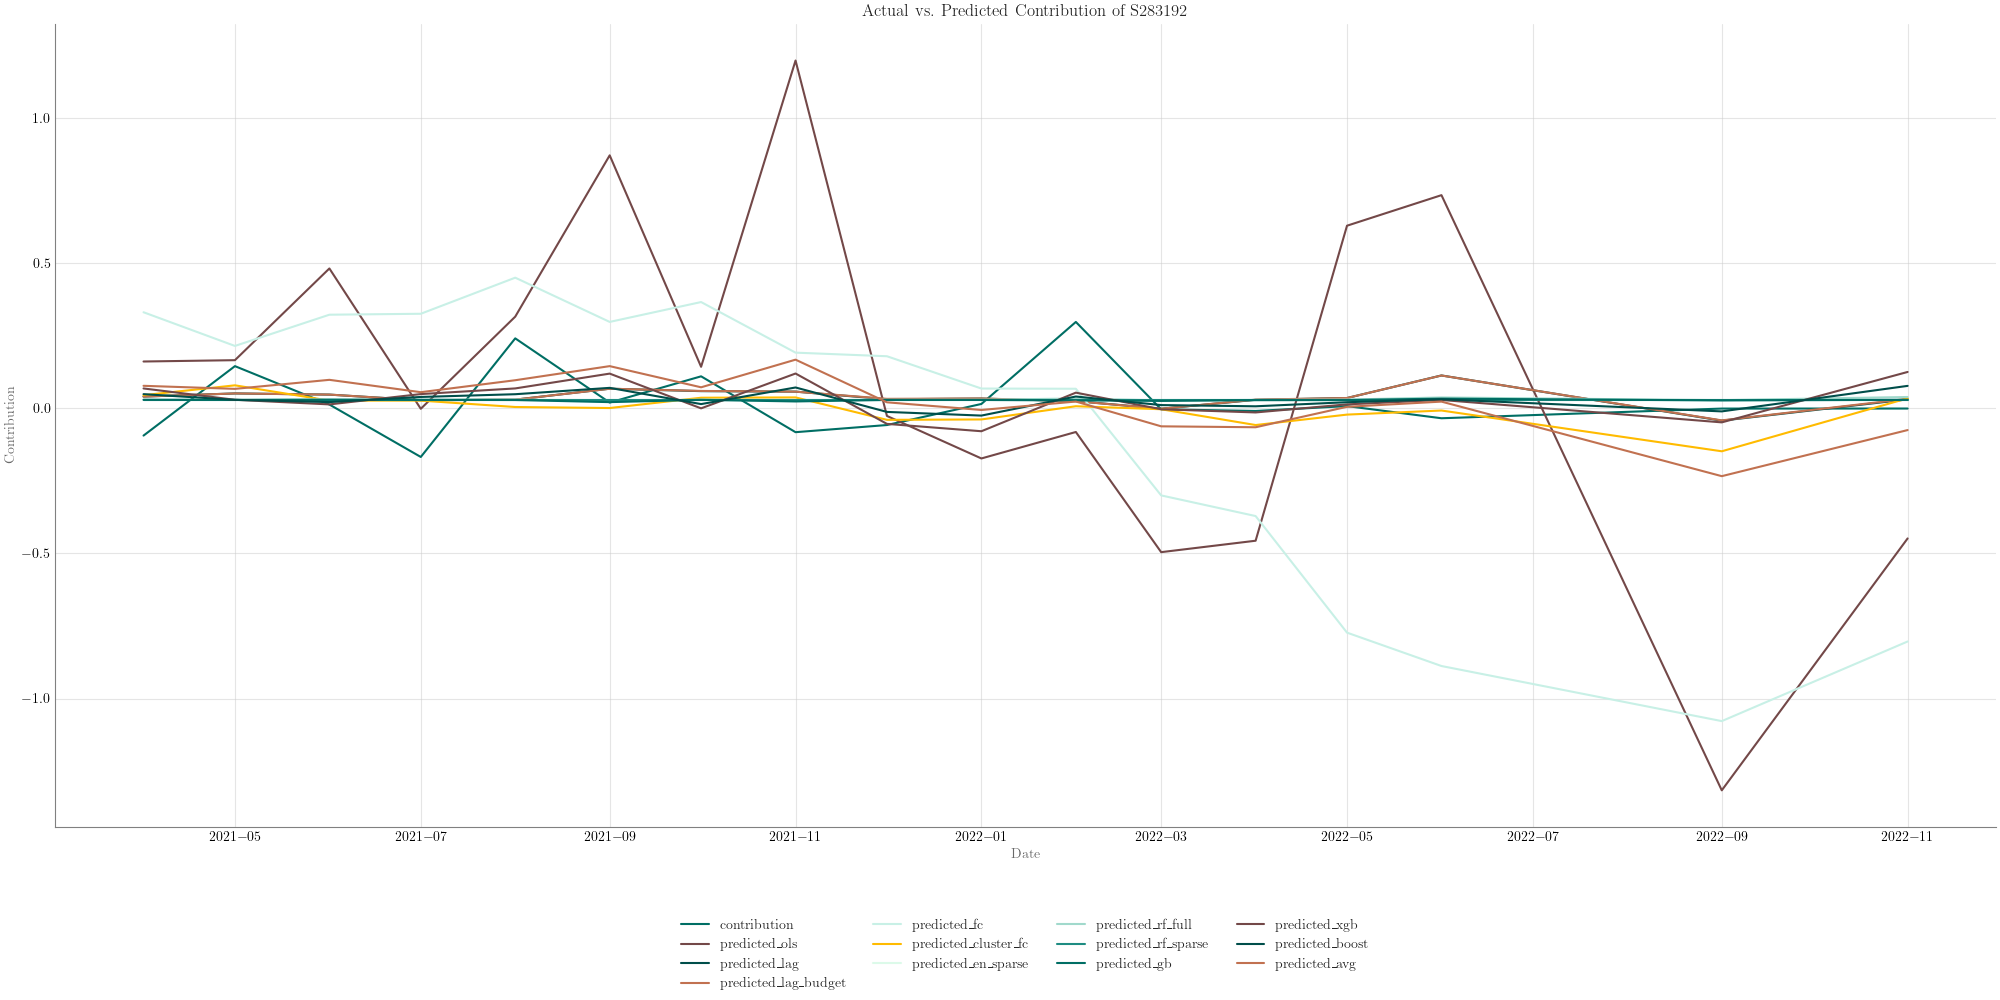 Actual vs. Predicted Contribution of S283192
Contribution
1.0
0.5
0.0
−0.5
−1.0
2021−05 2021−07 2021−09 2021−11 2022−01 2022−03 2022−05 2022−07 2022−09 2022−11
Date
contribution predicted_fc predicted_rf_full predicted_xgb
predicted_ols predicted_cluster_fc predicted_rf_sparse predicted_boost
predicted_lag predicted_en_sparse predicted_gb predicted_avg
predicted_lag_budget